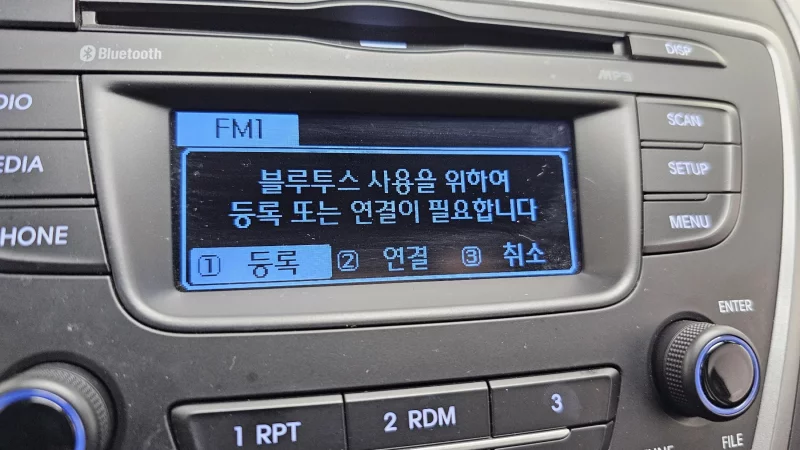 Bluetooth
DISP
MP3
DIO
EDIA
HONE
FM1
블루투스 사용을 위하여
등록 또는 연결이 필요합니다
1 등록 2 연결 3 취소
SCAN
SETUP
MENU
ENTER
1 RPT
2 RDM
3
FILE